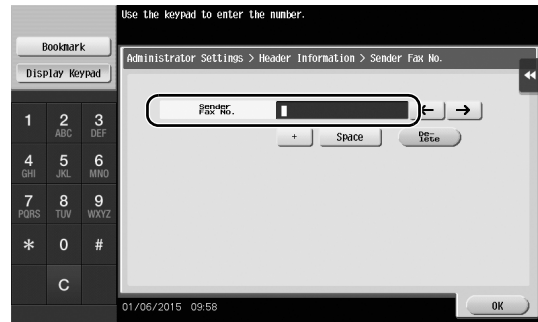 Use the keypad to enter the number.
Bookmark
Display Keypad
Administrator Settings > Header Information > Sender Fax No.
Sender
Fax No.
← →
+ Space De-
lete
1 2 ABC 3 DEF
4 GHI 5 JKL 6 MNO
7 PQRS 8 TUV 9 WXYZ
* 0 #
C
01/06/2015 09:58
OK